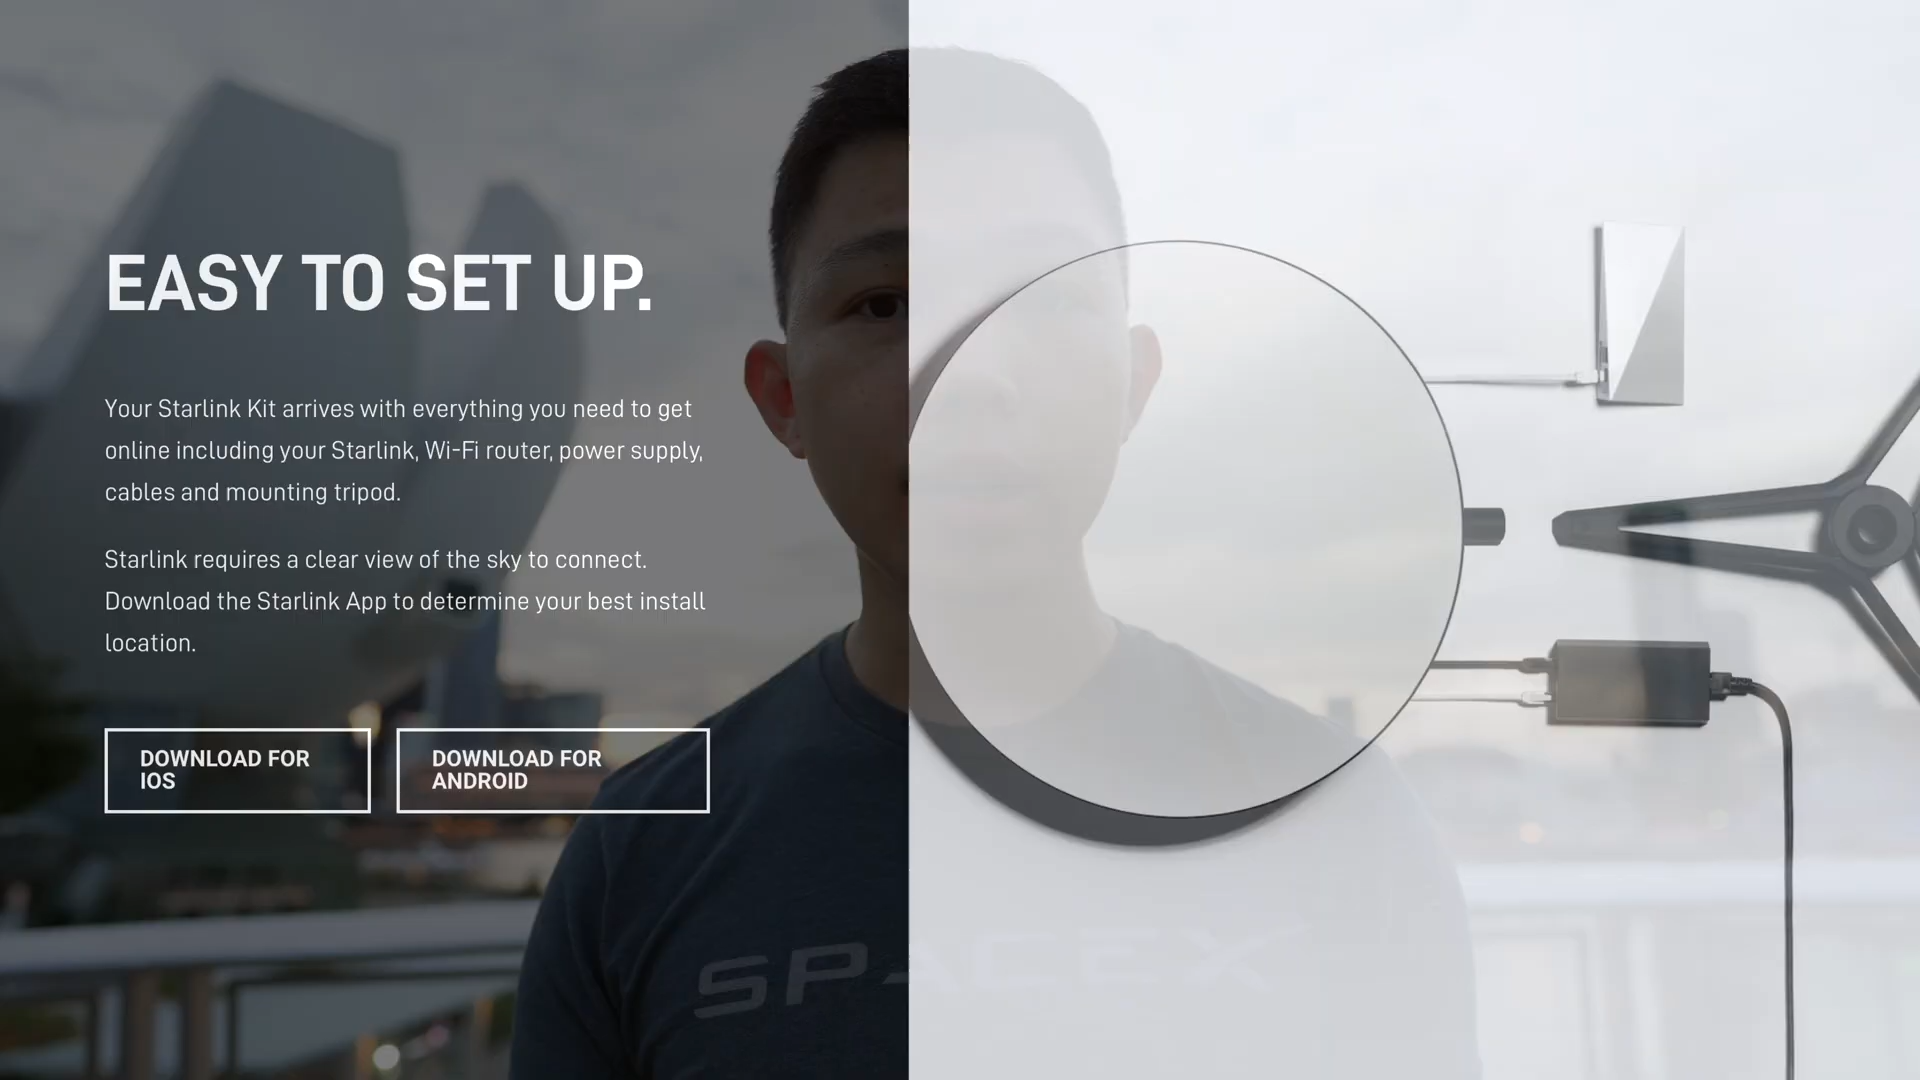 EASY TO SET UP.
Your Starlink Kit arrives with everything you need to get
online including your Starlink, Wi-Fi router, power supply,
cables and mounting tripod.
Starlink requires a clear view of the sky to connect.
Download the Starlink App to determine your best install
location.
DOWNLOAD FOR
IOS
DOWNLOAD FOR
ANDROID
SPACEX